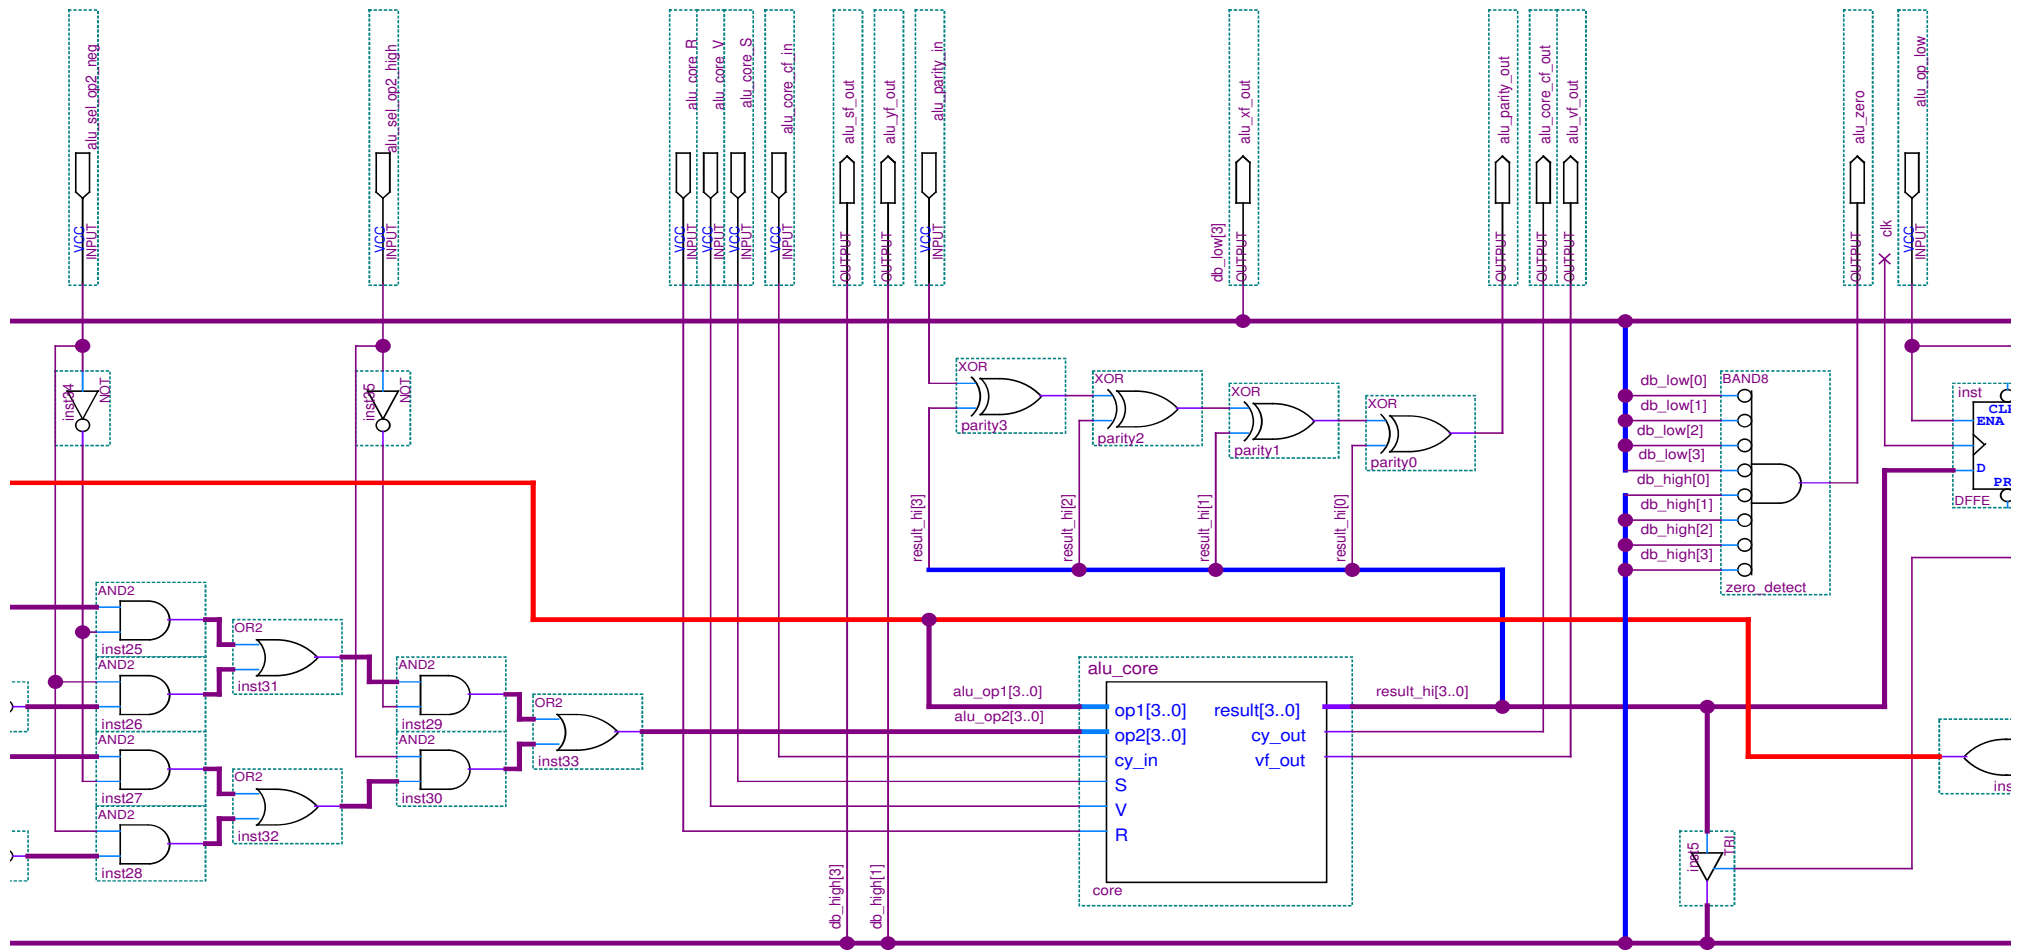 alu_sel_op2_neg
alu_sel_op2_high
alu_core_R
alu_core_V
alu_core_S
alu_core_cf_in
alu_sf_out
alu_yf_out
alu_parity_in
alu_xf_out
alu_parity_out
alu_core_cf_out
alu_vf_out
alu_zero
clk
alu_op_low
VCC
INPUT
VCC
INPUT
VCC
INPUT
VCC
INPUT
VCC
INPUT
VCC
INPUT
OUTPUT
OUTPUT
VCC
INPUT
db_low[3]
OUTPUT
OUTPUT
OUTPUT
OUTPUT
OUTPUT
VCC
INPUT
inst34
NOT
inst35
NOT
XOR
parity3
XOR
parity2
XOR
parity1
XOR
parity0
result_hi[3]
result_hi[2]
result_hi[1]
result_hi[0]
BAND8
db_low[0]
db_low[1]
db_low[2]
db_low[3]
db_high[0]
db_high[1]
db_high[2]
db_high[3]
zero_detect
inst
CL
ENA
D
PR
DFFE
AND2
inst25
AND2
inst26
AND2
inst27
AND2
inst28
OR2
inst31
OR2
inst32
AND2
inst29
AND2
inst30
OR2
inst33
alu_core
alu_op1[3..0]
alu_op2[3..0]
op1[3..0]
op2[3..0]
cy_in
S
V
R
result[3..0]
cy_out
vf_out
result_hi[3..0]
core
db_high[3]
db_high[1]
inst5
TRI
ins